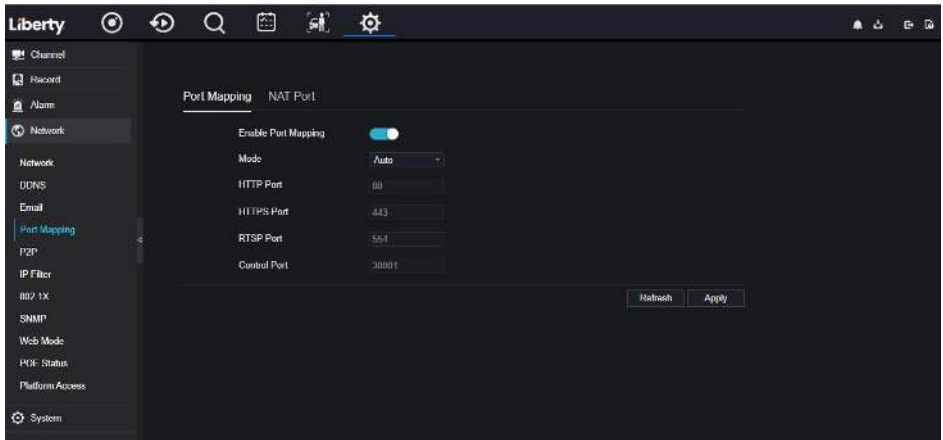 Liberty
Channel
Record
Alarm
Network
Network
DDNS
Email
Port Mapping
P2P
IP Filter
802.1X
SNMP
Web Mode
POE Status
Platform Access
System
Port Mapping NAT Port
Enable Port Mapping
Mode Auto
HTTP Port 80
HTTPS Port 443
RTSP Port 554
Control Port 30001
Refresh Apply